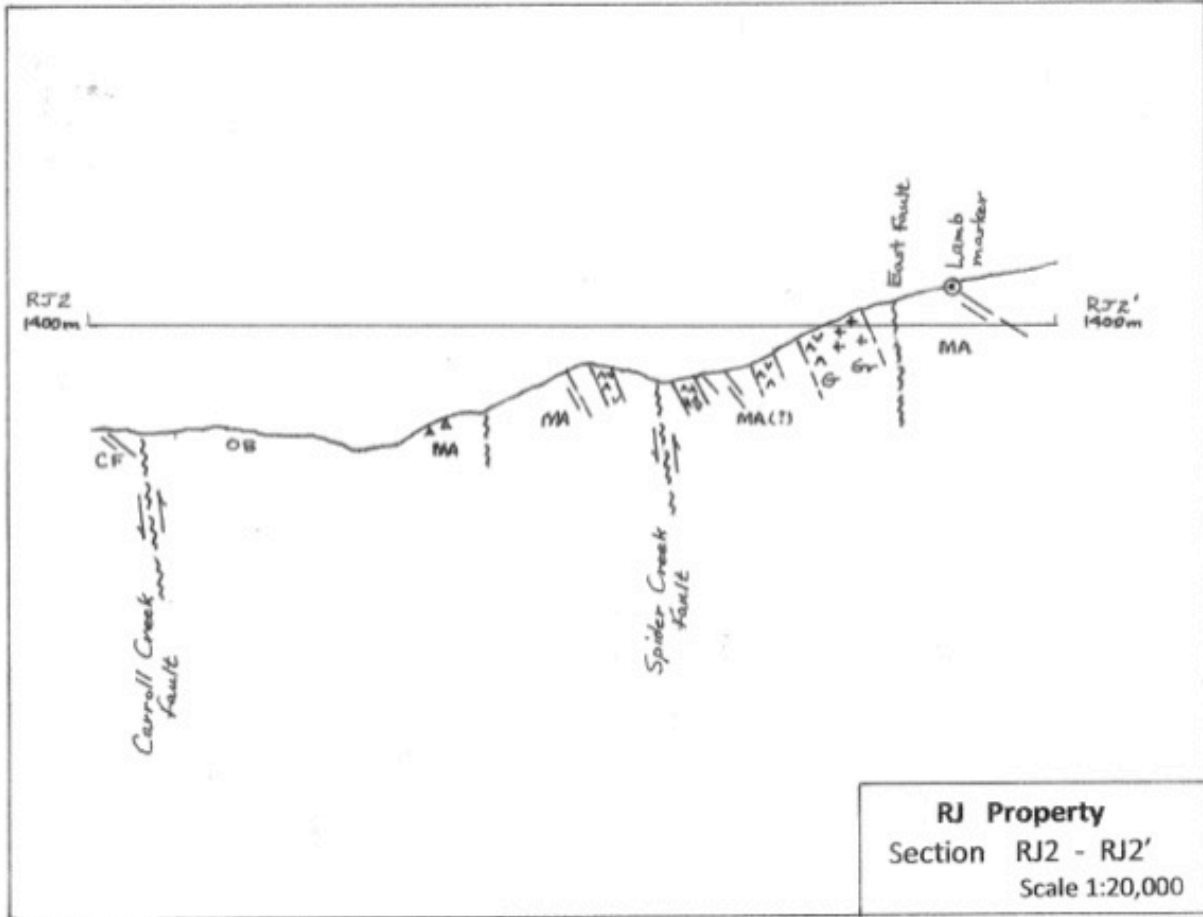 East Fault
Lamb
marker
RJ2
1400m
RJ2'
1400m
MA
G
Gr
MA
MA(?)
CF
OB
MA
Spider Creek
Fault
Carroll Creek
Fault
RJ Property
Section RJ2 - RJ2'
Scale 1:20,000